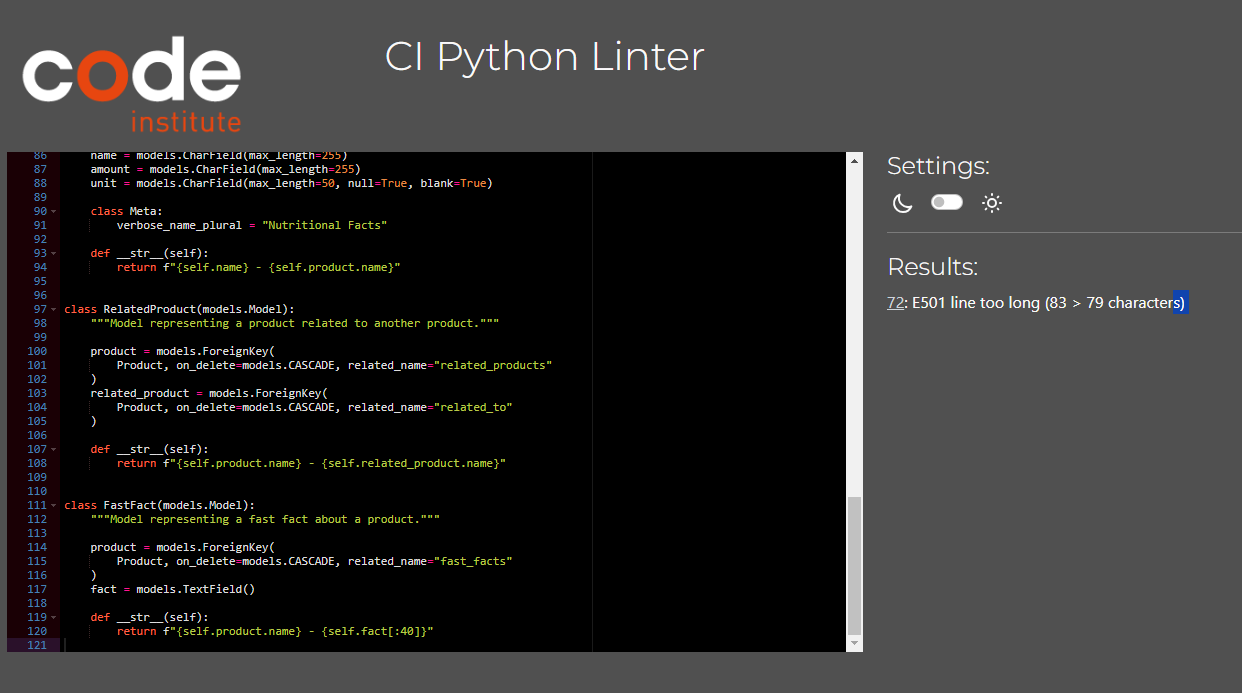 code
institute
CI Python Linter
86 name = models.CharField(max_length=255)
87 amount = models.CharField(max_length=255)
88 unit = models.CharField(max_length=50, null=True, blank=True)
89
90 class Meta:
91 verbose_name_plural = "Nutritional Facts"
92
93 def __str__(self):
94 return f"{self.name} - {self.product.name}"
95
96
97 class RelatedProduct(models.Model):
98 """Model representing a product related to another product."""
99
100 product = models.ForeignKey(
101 Product, on_delete=models.CASCADE, related_name="related_products"
102 )
103 related_product = models.ForeignKey(
104 Product, on_delete=models.CASCADE, related_name="related_to"
105 )
106
107 def __str__(self):
108 return f"{self.product.name} - {self.related_product.name}"
109
110
111 class FastFact(models.Model):
112 """Model representing a fast fact about a product."""
113
114 product = models.ForeignKey(
115 Product, on_delete=models.CASCADE, related_name="fast_facts"
116 )
117 fact = models.TextField()
118
119 def __str__(self):
120 return f"{self.product.name} - {self.fact[:40]}"
121
Settings:
Results:
72: E501 line too long (83 > 79 characters)